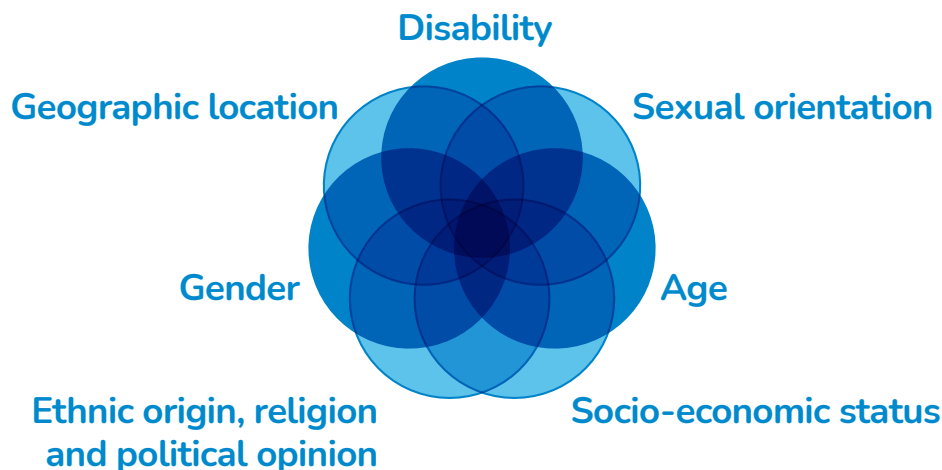 Disability
Geographic location
Sexual orientation
Gender
Age
Ethnic origin, religion
and political opinion
Socio-economic status